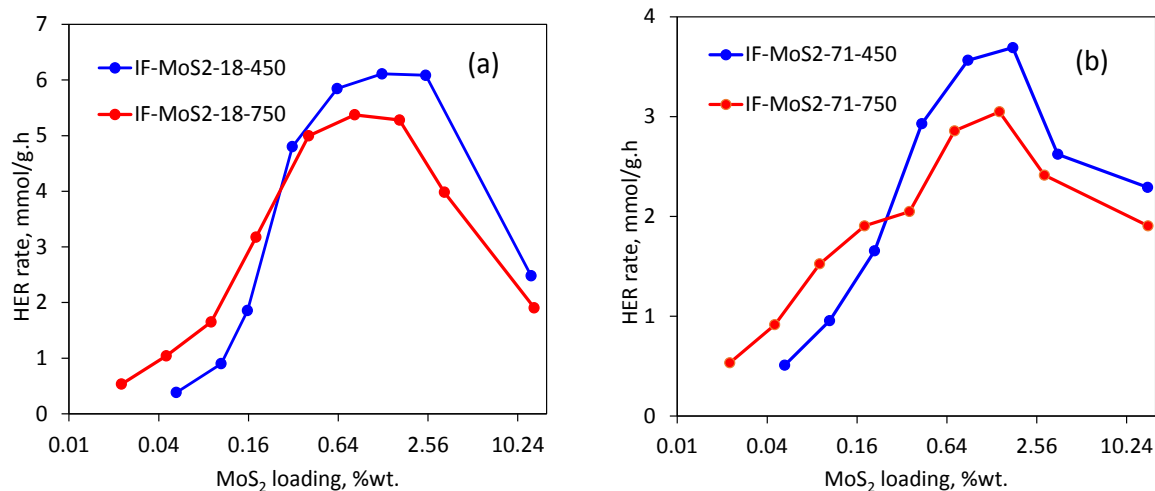 7
6
5
4
3
2
1
0
HER rate, mmol/g.h
IF-MoS2-18-450
IF-MoS2-18-750
(a)
0.01 0.04 0.16 0.64 2.56 10.24
MoS₂ loading, %wt.
4
3
2
1
0
HER rate, mmol/g.h
IF-MoS2-71-450
IF-MoS2-71-750
(b)
0.01 0.04 0.16 0.64 2.56 10.24
MoS₂ loading, %wt.